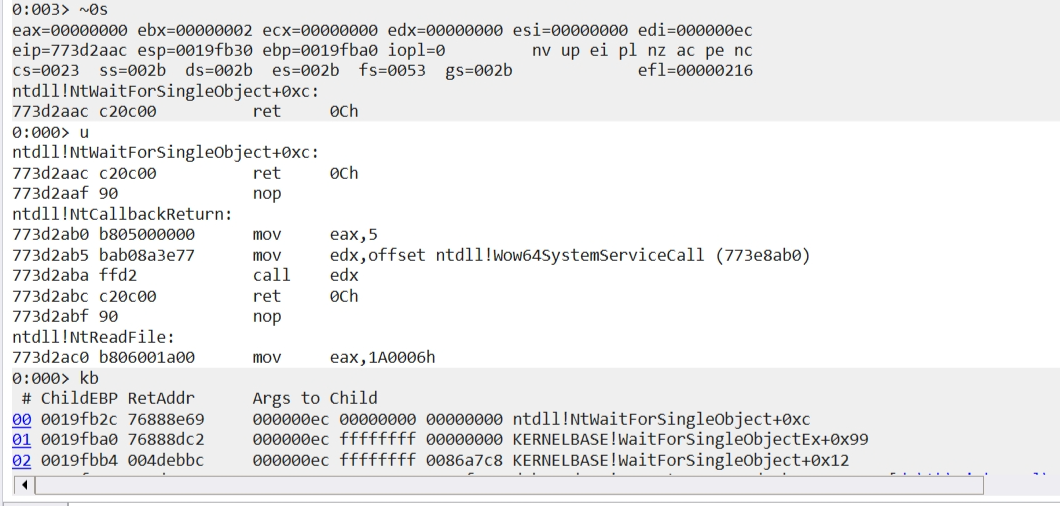 0:003> ~0s
eax=00000000 ebx=00000002 ecx=00000000 edx=00000000 esi=00000000 edi=000000ec
eip=773d2aac esp=0019fb30 ebp=0019fba0 iopl=0         nv up ei pl nz ac pe nc
cs=0023  ss=002b  ds=002b  es=002b  fs=0053  gs=002b             efl=00000216
ntdll!NtWaitForSingleObject+0xc:
773d2aac c20c00          ret     0Ch
0:000> u
ntdll!NtWaitForSingleObject+0xc:
773d2aac c20c00          ret     0Ch
773d2aaf 90              nop
ntdll!NtCallbackReturn:
773d2ab0 b805000000      mov     eax,5
773d2ab5 bab08a3e77      mov     edx,offset ntdll!Wow64SystemServiceCall (773e8ab0)
773d2aba ffd2            call    edx
773d2abc c20c00          ret     0Ch
773d2abf 90              nop
ntdll!NtReadFile:
773d2ac0 b806001a00      mov     eax,1A0006h
0:000> kb
 # ChildEBP RetAddr      Args to Child
00 0019fb2c 76888e69     000000ec 00000000 00000000 ntdll!NtWaitForSingleObject+0xc
01 0019fba0 76888dc2     000000ec ffffffff 00000000 KERNELBASE!WaitForSingleObjectEx+0x99
02 0019fbb4 004debbc     000000ec ffffffff 0086a7c8 KERNELBASE!WaitForSingleObject+0x12